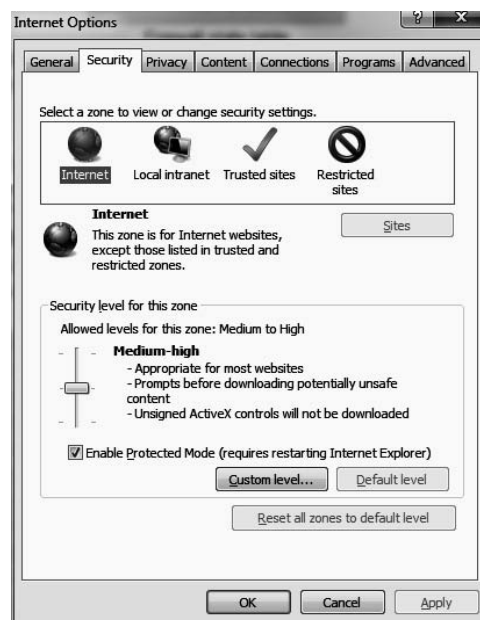 Internet Options
General Security Privacy Content Connections Programs Advanced
Select a zone to view or change security settings.
Internet Local intranet Trusted sites Restricted
sites
Internet
Sites
This zone is for Internet websites,
except those listed in trusted and
restricted zones.
Security level for this zone
Allowed levels for this zone: Medium to High
Medium-high
- Appropriate for most websites
- Prompts before downloading potentially unsafe
content
- Unsigned ActiveX controls will not be downloaded
Enable Protected Mode (requires restarting Internet Explorer)
Custom level... Default level
Reset all zones to default level
OK Cancel Apply